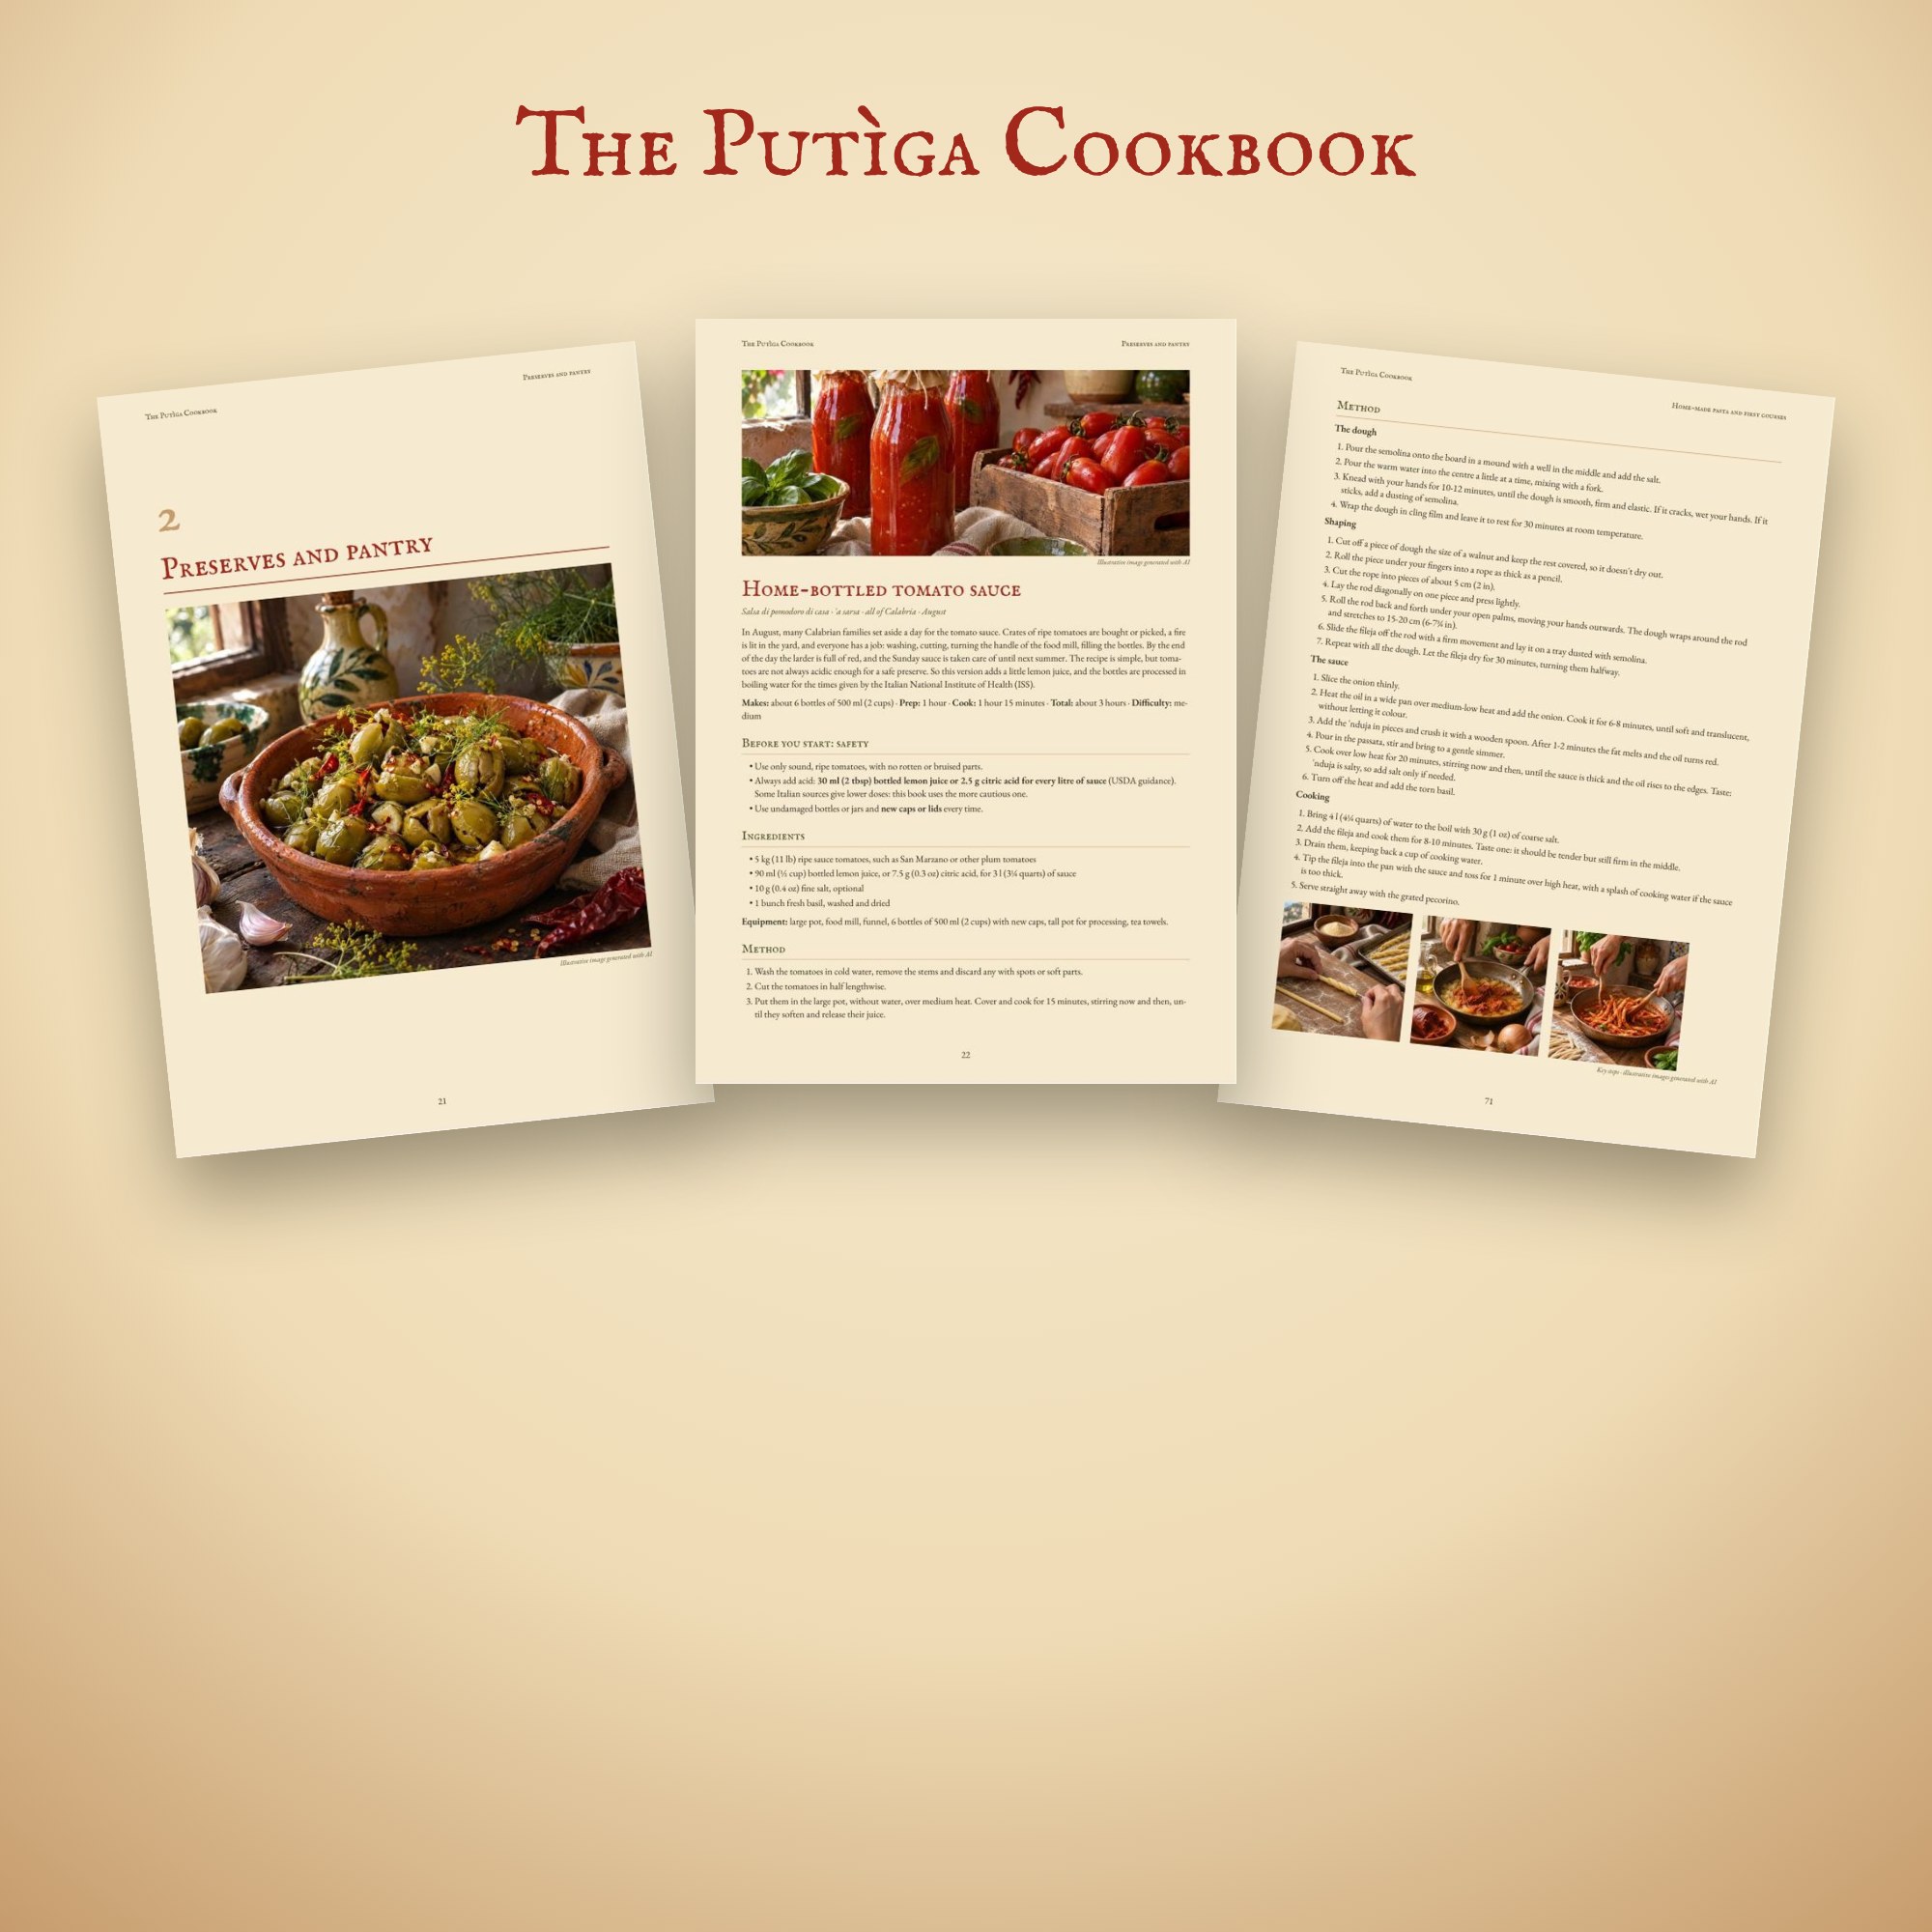 The Putìga Cookbook
The Putìga Cookbook
Preserves and pantry
2
Preserves and pantry
Illustrative image generated with AI
21
The Putìga Cookbook
Preserves and pantry
Illustrative image generated with AI
Home-bottled tomato sauce
Salsa di pomodoro di casa · 'a sarsa · all of Calabria · August
In August, many Calabrian families set aside a day for the tomato sauce. Crates of ripe tomatoes are bought or picked, a fire
is lit in the yard, and everyone has a job: washing, cutting, turning the handle of the food mill, filling the bottles. By the end
of the day the larder is full of red, and the Sunday sauce is taken care of until next summer. The recipe is simple, but toma-
toes are not always acidic enough for a safe preserve. So this version adds a little lemon juice, and the bottles are processed in
boiling water for the times given by the Italian National Institute of Health (ISS).
Makes: about 6 bottles of 500 ml (2 cups) · Prep: 1 hour · Cook: 1 hour 15 minutes · Total: about 3 hours · Difficulty: me-
dium
Before you start: safety
• Use only sound, ripe tomatoes, with no rotten or bruised parts.
• Always add acid: 30 ml (2 tbsp) bottled lemon juice or 2.5 g citric acid for every litre of sauce (USDA guidance).
Some Italian sources give lower doses: this book uses the more cautious one.
• Use undamaged bottles or jars and new caps or lids every time.
Ingredients
• 5 kg (11 lb) ripe sauce tomatoes, such as San Marzano or other plum tomatoes
• 90 ml (⅓ cup) bottled lemon juice, or 7.5 g (0.3 oz) citric acid, for 3 l (3¼ quarts) of sauce
• 10 g (0.4 oz) fine salt, optional
• 1 bunch fresh basil, washed and dried
Equipment: large pot, food mill, funnel, 6 bottles of 500 ml (2 cups) with new caps, tall pot for processing, tea towels.
Method
1. Wash the tomatoes in cold water, remove the stems and discard any with spots or soft parts.
2. Cut the tomatoes in half lengthwise.
3. Put them in the large pot, without water, over medium heat. Cover and cook for 15 minutes, stirring now and then, un-
til they soften and release their juice.
22
The Putìga Cookbook
Home-made pasta and first courses
Method
The dough
1. Pour the semolina onto the board in a mound with a well in the middle and add the salt.
2. Pour the warm water into the centre a little at a time, mixing with a fork.
3. Knead with your hands for 10-12 minutes, until the dough is smooth, firm and elastic. If it cracks, wet your hands. If it
sticks, add a dusting of semolina.
4. Wrap the dough in cling film and leave it to rest for 30 minutes at room temperature.
Shaping
1. Cut off a piece of dough the size of a walnut and keep the rest covered, so it doesn't dry out.
2. Roll the piece under your fingers into a rope as thick as a pencil.
3. Cut the rope into pieces of about 5 cm (2 in).
4. Lay the rod diagonally on one piece and press lightly.
5. Roll the rod back and forth under your open palms, moving your hands outwards. The dough wraps around the rod
and stretches to 15-20 cm (6-7¾ in).
6. Slide the fileja off the rod with a firm movement and lay it on a tray dusted with semolina.
7. Repeat with all the dough. Let the fileja dry for 30 minutes, turning them halfway.
The sauce
1. Slice the onion thinly.
2. Heat the oil in a wide pan over medium-low heat and add the onion. Cook it for 6-8 minutes, until soft and translucent,
without letting it colour.
3. Add the 'nduja in pieces and crush it with a wooden spoon. After 1-2 minutes the fat melts and the oil turns red.
4. Pour in the passata, stir and bring to a gentle simmer.
5. Cook over low heat for 20 minutes, stirring now and then, until the sauce is thick and the oil rises to the edges. Taste:
'nduja is salty, so add salt only if needed.
6. Turn off the heat and add the torn basil.
Cooking
1. Bring 4 l (4¼ quarts) of water to the boil with 30 g (1 oz) of coarse salt.
2. Add the fileja and cook them for 8-10 minutes. Taste one: it should be tender but still firm in the middle.
3. Drain them, keeping back a cup of cooking water.
4. Tip the fileja into the pan with the sauce and toss for 1 minute over high heat, with a splash of cooking water if the sauce
is too thick.
5. Serve straight away with the grated pecorino.
Key steps · illustrative images generated with AI
71